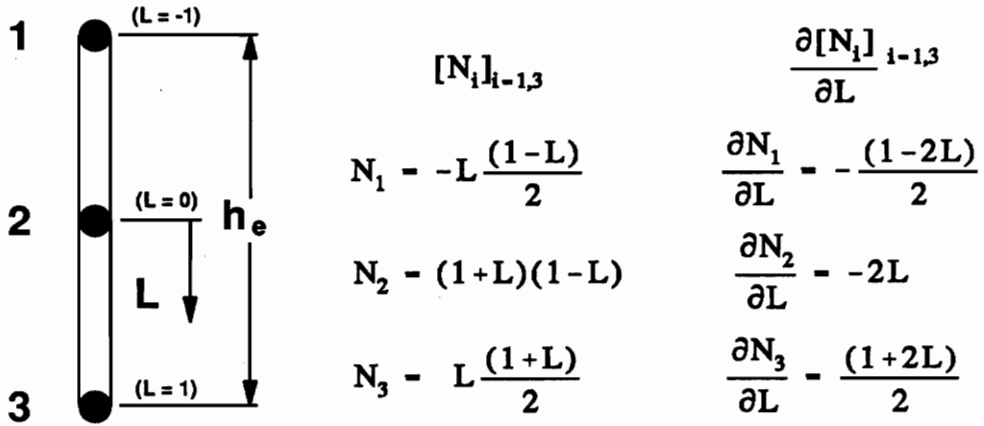 1
(L = -1)
2
(L = 0)
h_e
L
3
(L = 1)
[N_i]_{i-1,3}
∂[N_i]/∂L _{i-1,3}
N_1 = -L (1-L)/2
∂N_1/∂L = -(1-2L)/2
N_2 = (1+L)(1-L)
∂N_2/∂L = -2L
N_3 = L (1+L)/2
∂N_3/∂L = (1+2L)/2